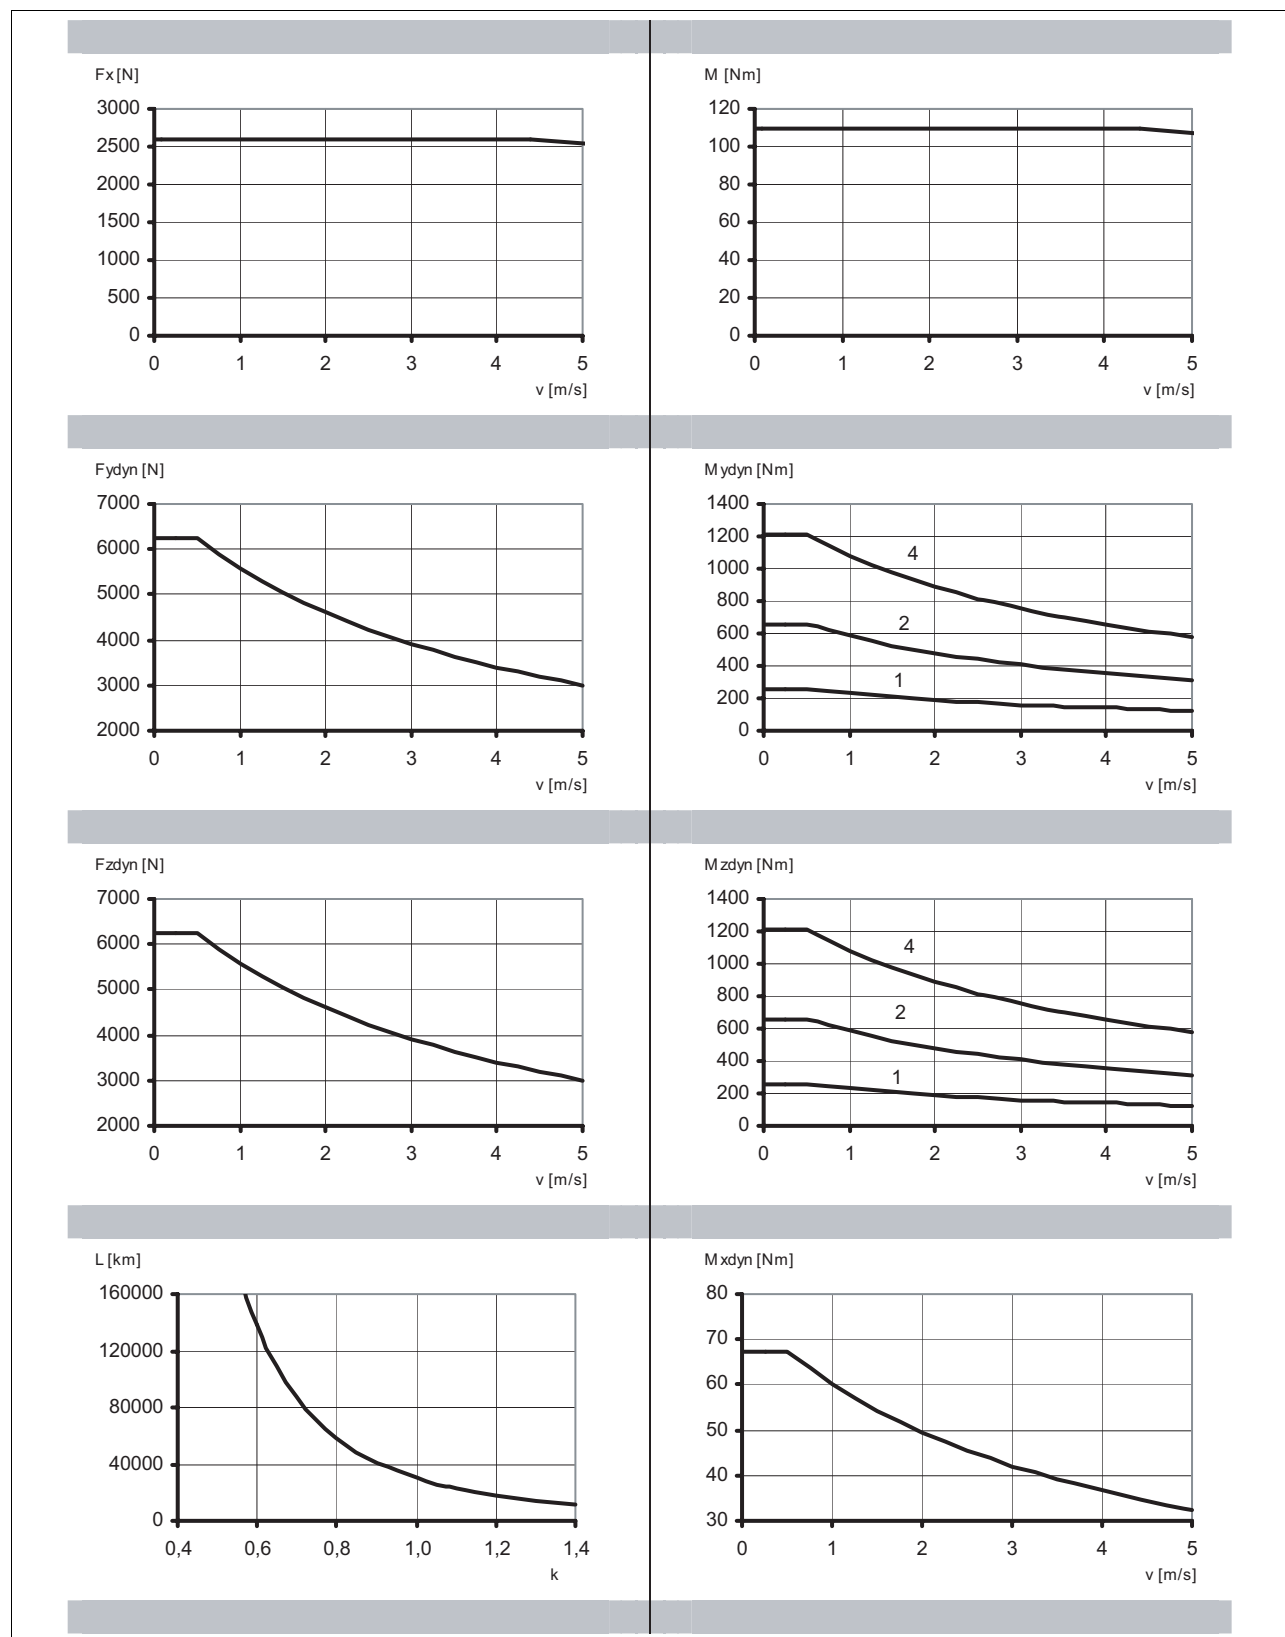 Fx [N]
3000
2500
2000
1500
1000
500
0
0 1 2 3 4 5
v [m/s]
M [Nm]
120
100
80
60
40
20
0
0 1 2 3 4 5
v [m/s]
Fydyn [N]
7000
6000
5000
4000
3000
2000
0 1 2 3 4 5
v [m/s]
Mydyn [Nm]
1400
1200
1000
800
600
400
200
0
4
2
1
0 1 2 3 4 5
v [m/s]
Fzdyn [N]
7000
6000
5000
4000
3000
2000
0 1 2 3 4 5
v [m/s]
Mzdyn [Nm]
1400
1200
1000
800
600
400
200
0
4
2
1
0 1 2 3 4 5
v [m/s]
L [km]
160000
120000
80000
40000
0
0,4 0,6 0,8 1,0 1,2 1,4
k
Mxdyn [Nm]
80
70
60
50
40
30
0 1 2 3 4 5
v [m/s]